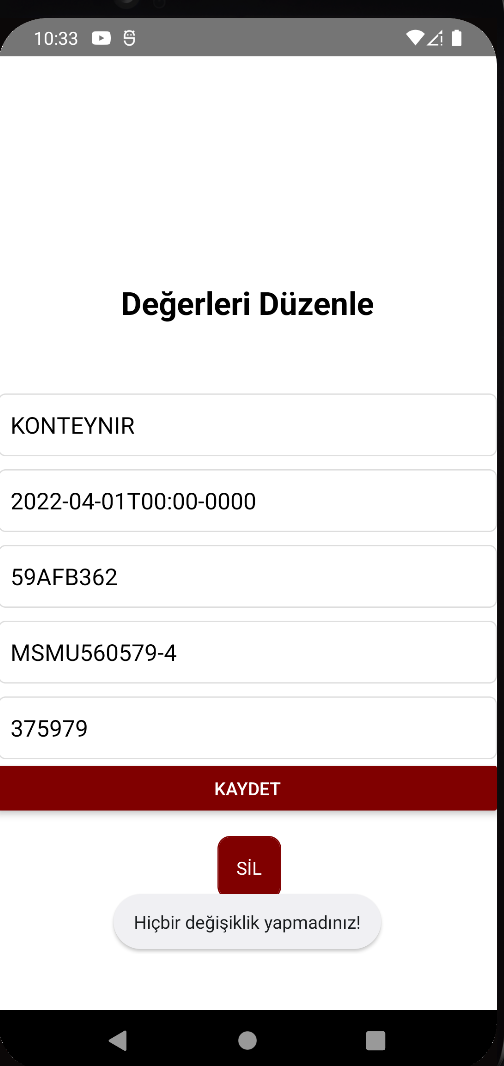 10:33
Değerleri Düzenle
KONTEYNIR
2022-04-01T00:00-0000
59AFB362
MSMU560579-4
375979
KAYDET
SİL
Hiçbir değişiklik yapmadınız!